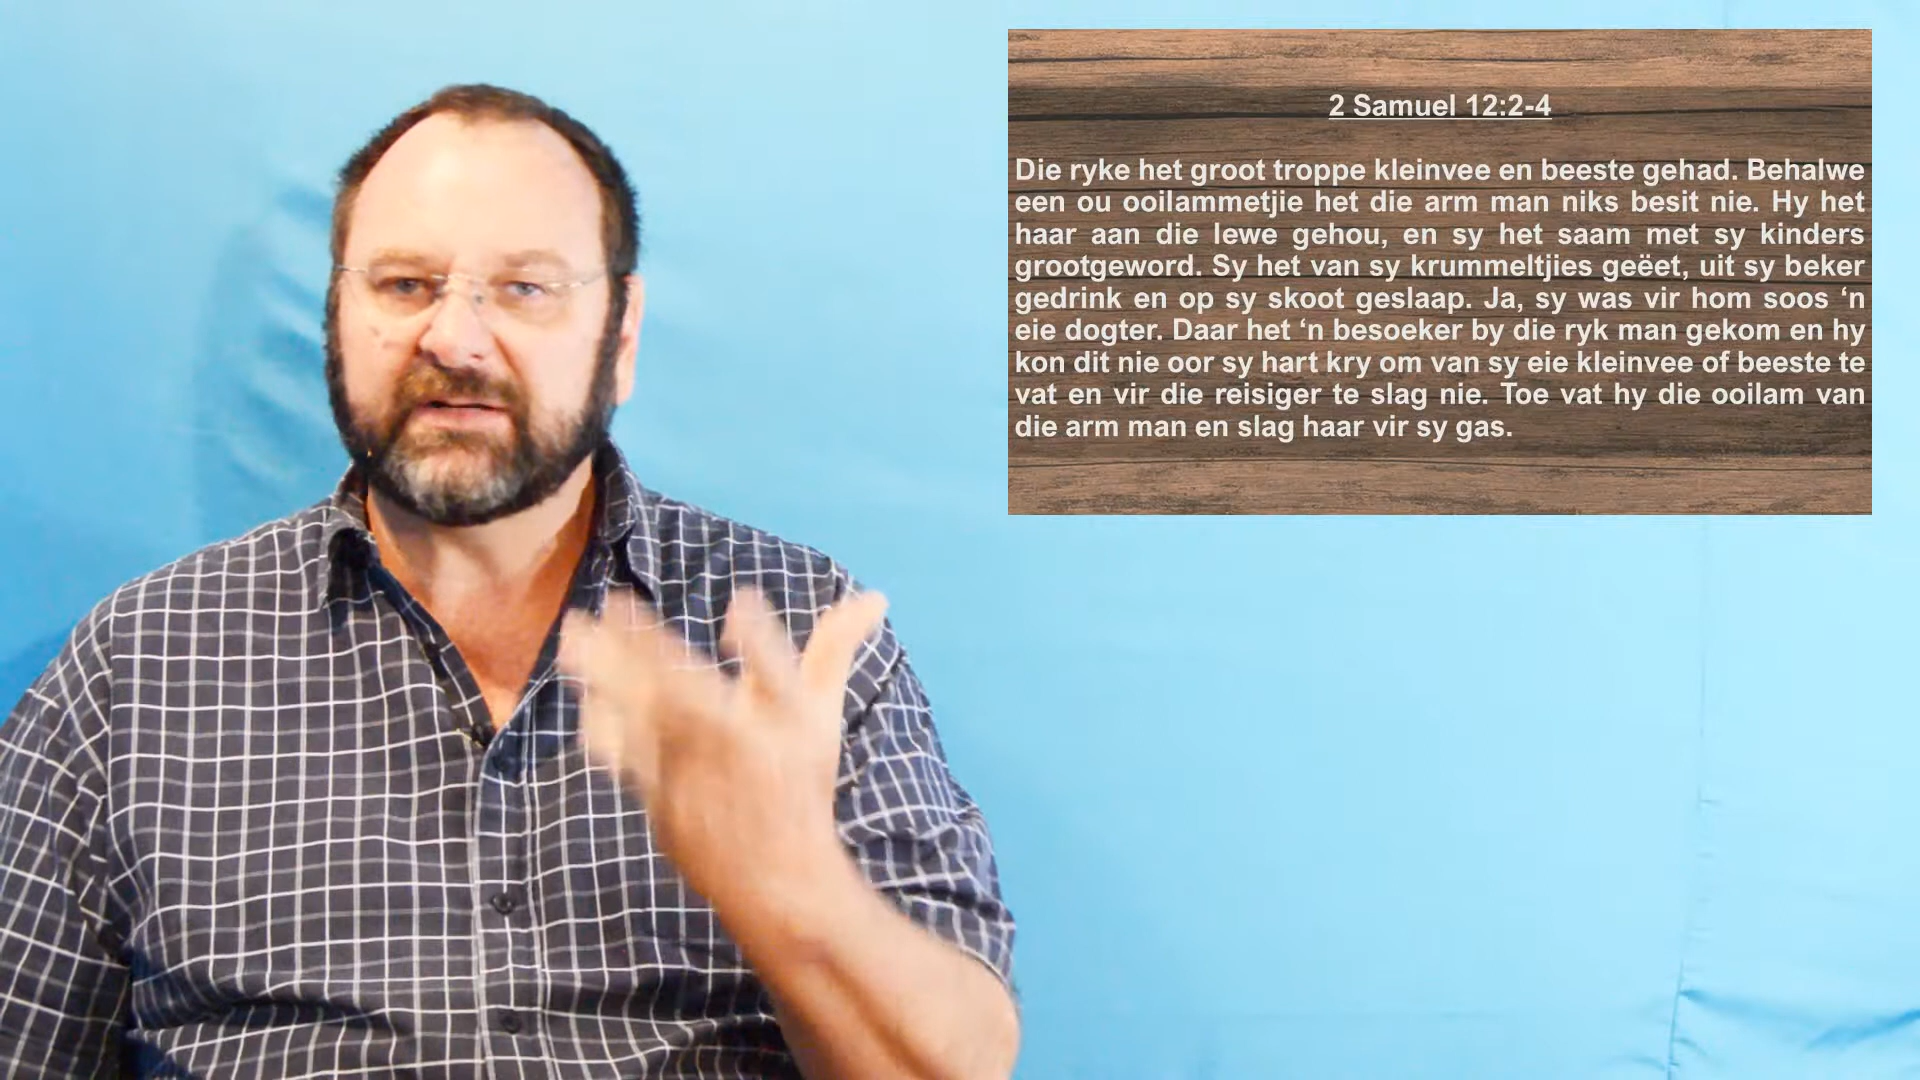 2 Samuel 12:2-4
Die ryke het groot troppe kleinvee en beeste gehad. Behalwe
een ou ooilammetjie het die arm man niks besit nie. Hy het
haar aan die lewe gehou, en sy het saam met sy kinders
grootgeword. Sy het van sy krummeltjies geëet, uit sy beker
gedrink en op sy skoot geslaap. Ja, sy was vir hom soos ‘n
eie dogter. Daar het ‘n besoeker by die ryk man gekom en hy
kon dit nie oor sy hart kry om van sy eie kleinvee of beeste te
vat en vir die reisiger te slag nie. Toe vat hy die ooilam van
die arm man en slag haar vir sy gas.